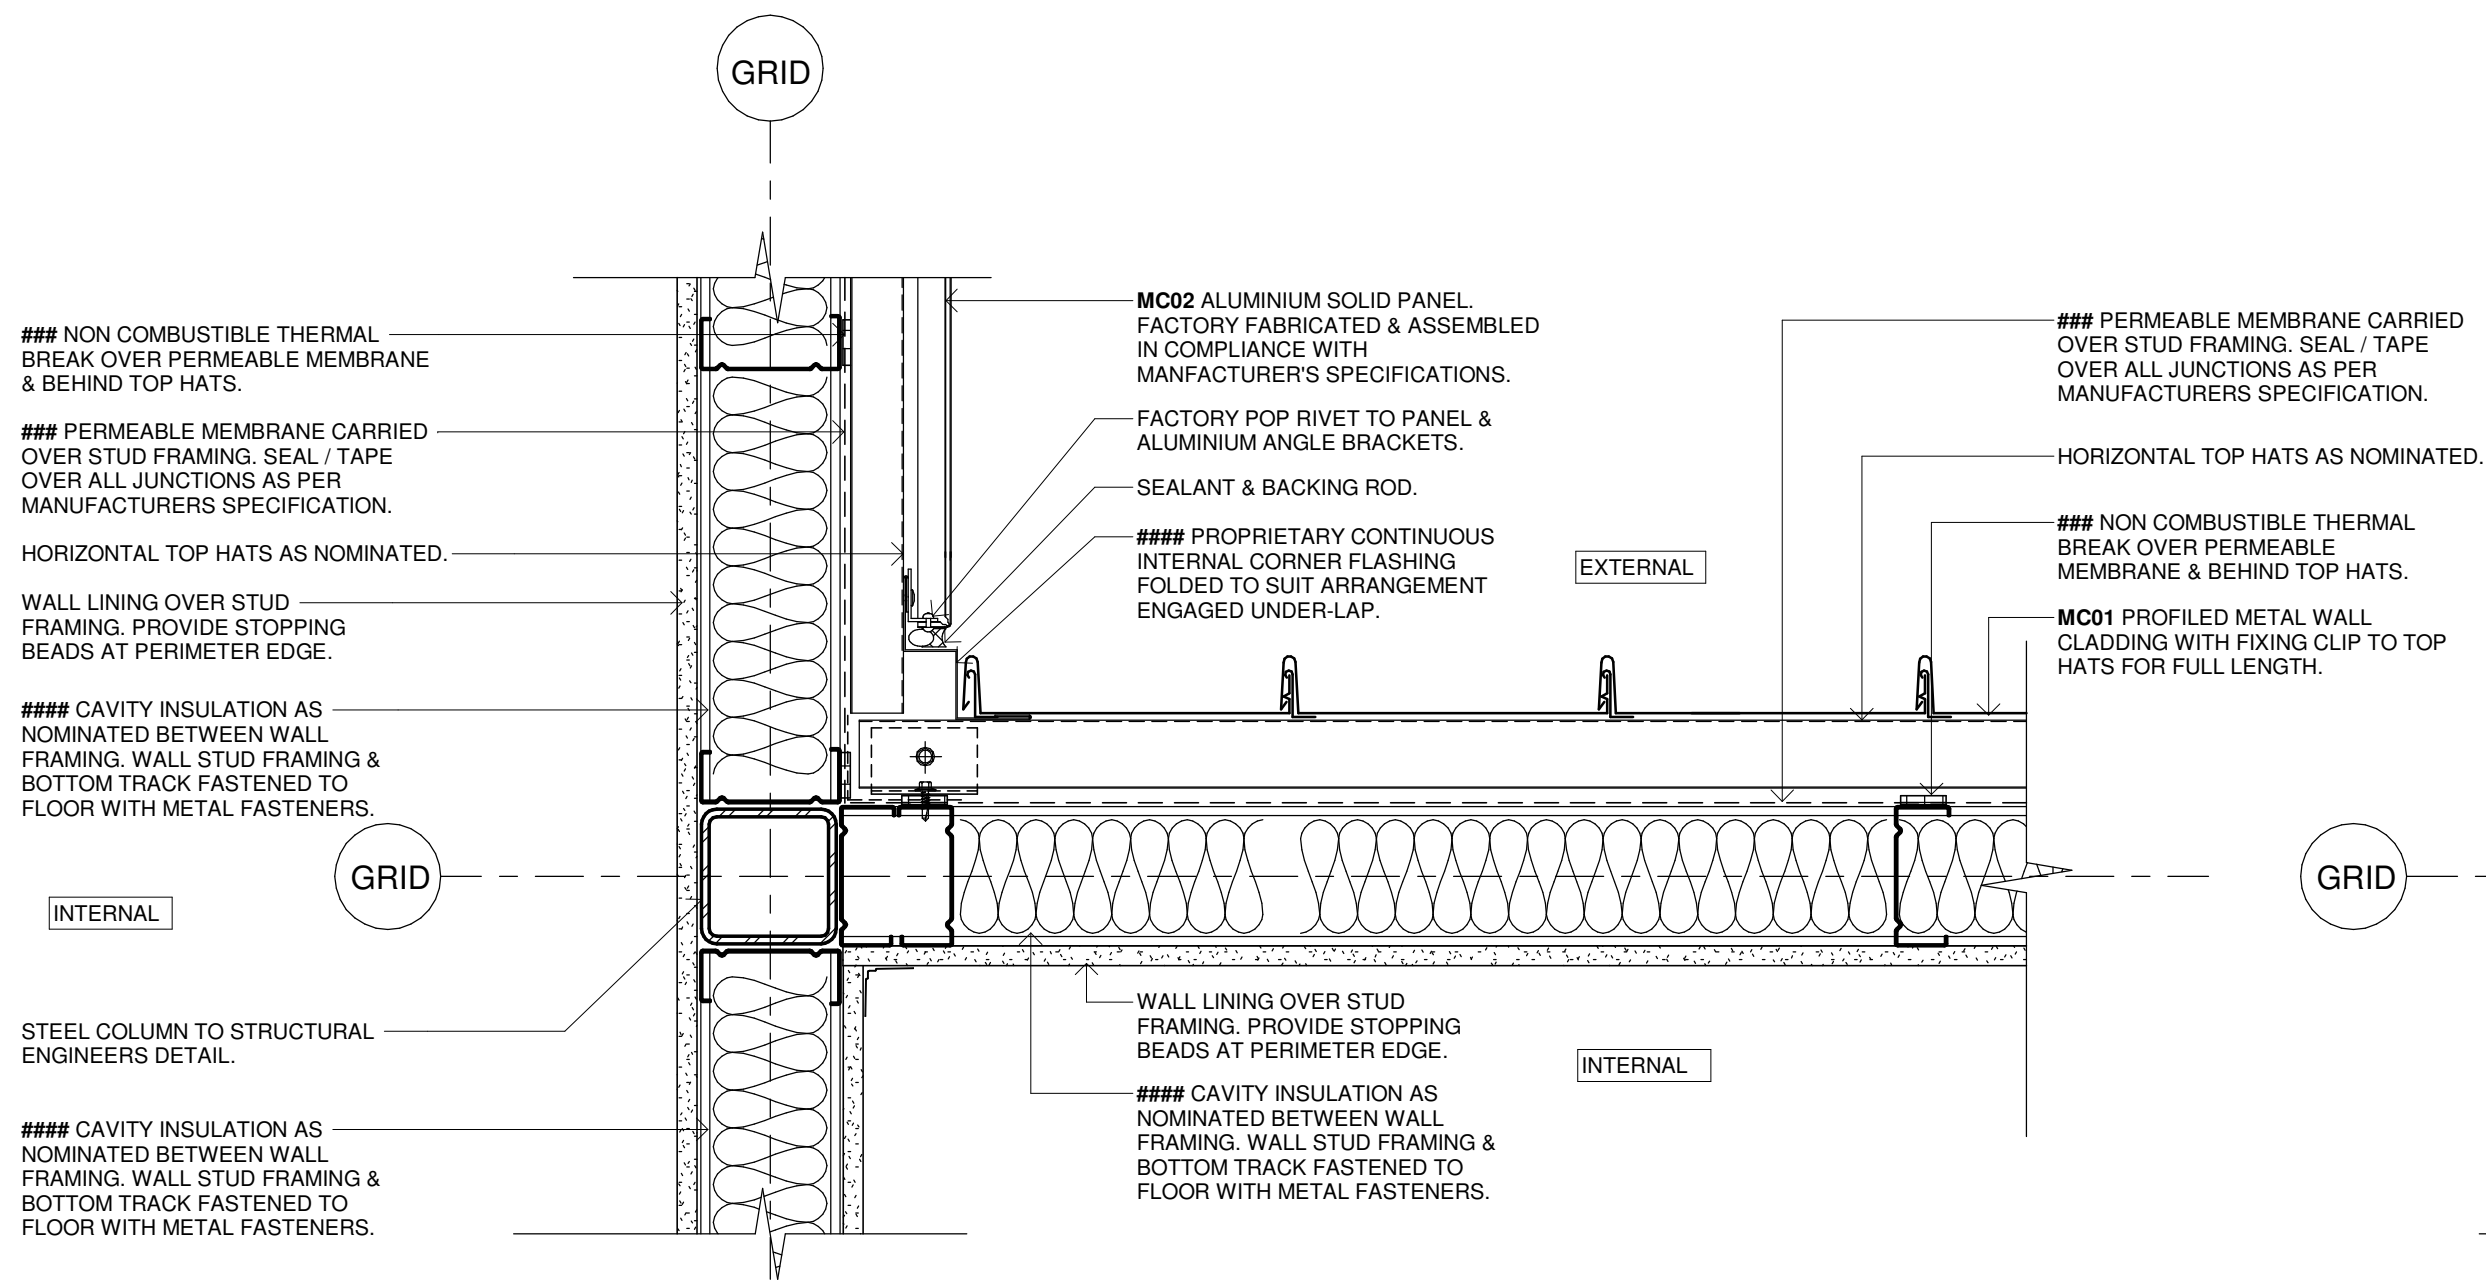 GRID
### NON COMBUSTIBLE THERMAL
BREAK OVER PERMEABLE MEMBRANE
& BEHIND TOP HATS.
### PERMEABLE MEMBRANE CARRIED
OVER STUD FRAMING. SEAL / TAPE
OVER ALL JUNCTIONS AS PER
MANUFACTURERS SPECIFICATION.
HORIZONTAL TOP HATS AS NOMINATED.
WALL LINING OVER STUD
FRAMING. PROVIDE STOPPING
BEADS AT PERIMETER EDGE.
#### CAVITY INSULATION AS
NOMINATED BETWEEN WALL
FRAMING. WALL STUD FRAMING &
BOTTOM TRACK FASTENED TO
FLOOR WITH METAL FASTENERS.
GRID
INTERNAL
STEEL COLUMN TO STRUCTURAL
ENGINEERS DETAIL.
#### CAVITY INSULATION AS
NOMINATED BETWEEN WALL
FRAMING. WALL STUD FRAMING &
BOTTOM TRACK FASTENED TO
FLOOR WITH METAL FASTENERS.
MC02 ALUMINIUM SOLID PANEL.
FACTORY FABRICATED & ASSEMBLED
IN COMPLIANCE WITH
MANFACTURER'S SPECIFICATIONS.
FACTORY POP RIVET TO PANEL &
ALUMINIUM ANGLE BRACKETS.
SEALANT & BACKING ROD.
#### PROPRIETARY CONTINUOUS
INTERNAL CORNER FLASHING
FOLDED TO SUIT ARRANGEMENT
ENGAGED UNDER-LAP.
EXTERNAL
WALL LINING OVER STUD
FRAMING. PROVIDE STOPPING
BEADS AT PERIMETER EDGE.
INTERNAL
#### CAVITY INSULATION AS
NOMINATED BETWEEN WALL
FRAMING. WALL STUD FRAMING &
BOTTOM TRACK FASTENED TO
FLOOR WITH METAL FASTENERS.
### PERMEABLE MEMBRANE CARRIED
OVER STUD FRAMING. SEAL / TAPE
OVER ALL JUNCTIONS AS PER
MANUFACTURERS SPECIFICATION.
HORIZONTAL TOP HATS AS NOMINATED.
### NON COMBUSTIBLE THERMAL
BREAK OVER PERMEABLE
MEMBRANE & BEHIND TOP HATS.
MC01 PROFILED METAL WALL
CLADDING WITH FIXING CLIP TO TOP
HATS FOR FULL LENGTH.
GRID